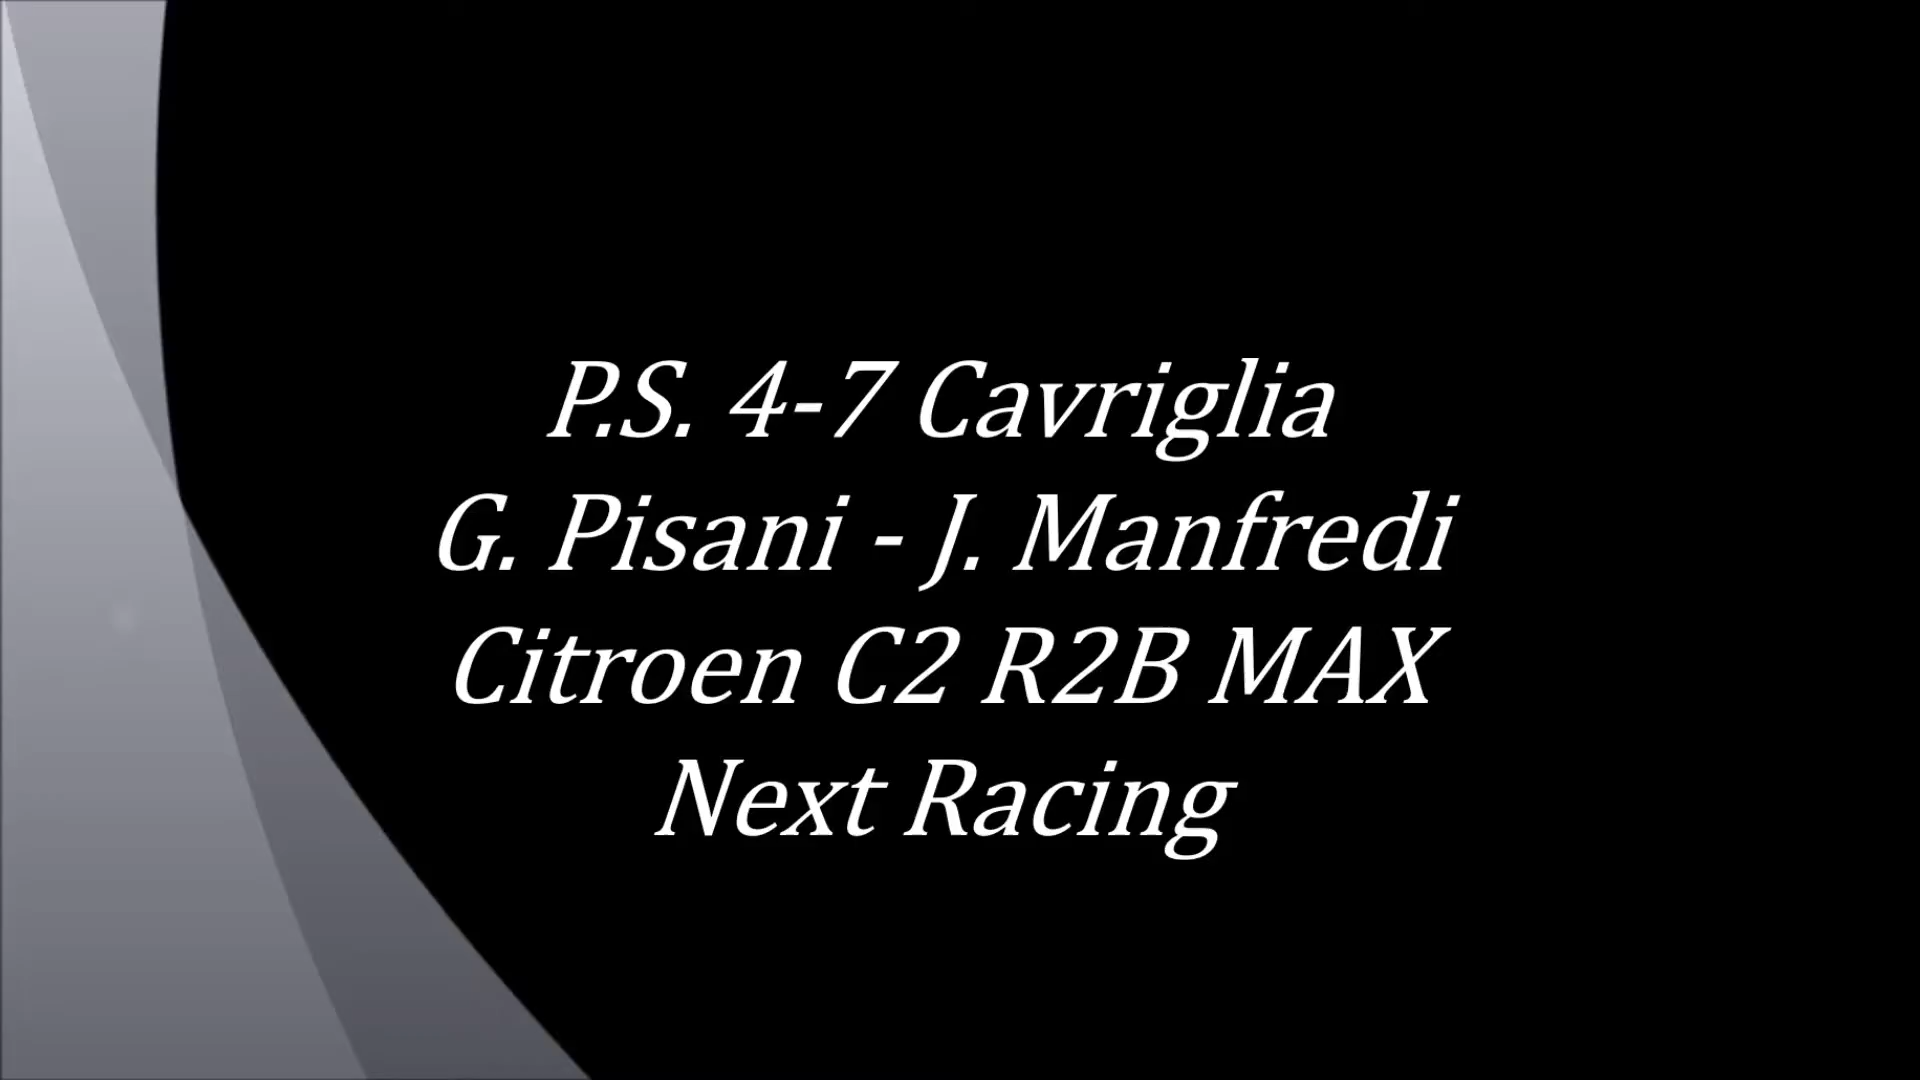 P.S. 4-7 Cavriglia
G. Pisani - J. Manfredi
Citroen C2 R2B MAX
Next Racing